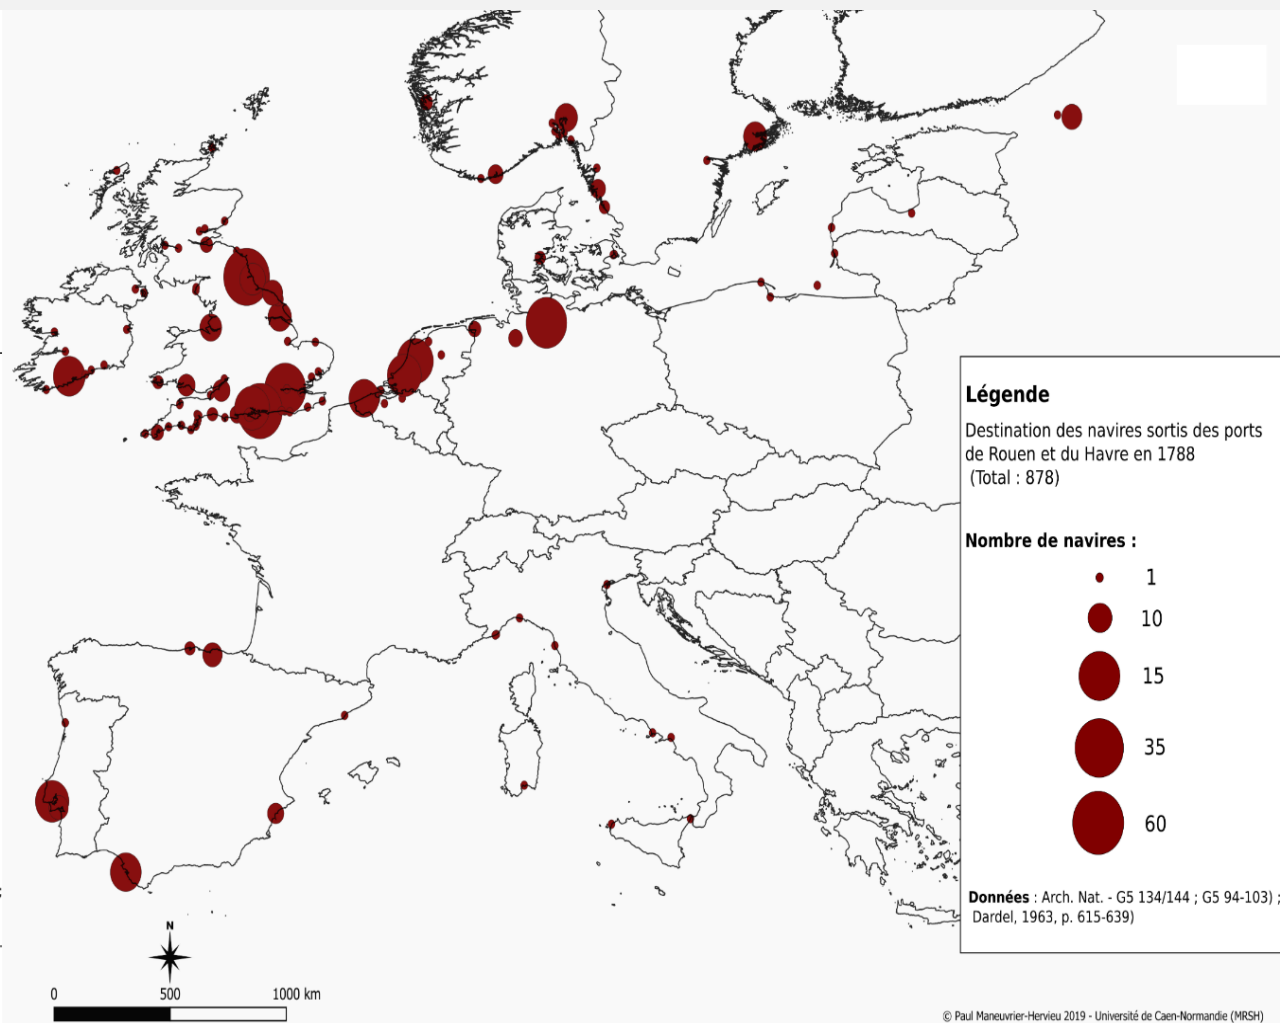 Légende
Destination des navires sortis des ports
de Rouen et du Havre en 1788
(Total : 878)
Nombre de navires :
1
10
15
35
60
Données : Arch. Nat. - G5 134/144 ; G5 94-103) ;
Dardel, 1963, p. 615-639)
N
0 500 1000 km
© Paul Maneuvrier-Hervieu 2019 - Université de Caen-Normandie (MRSH)